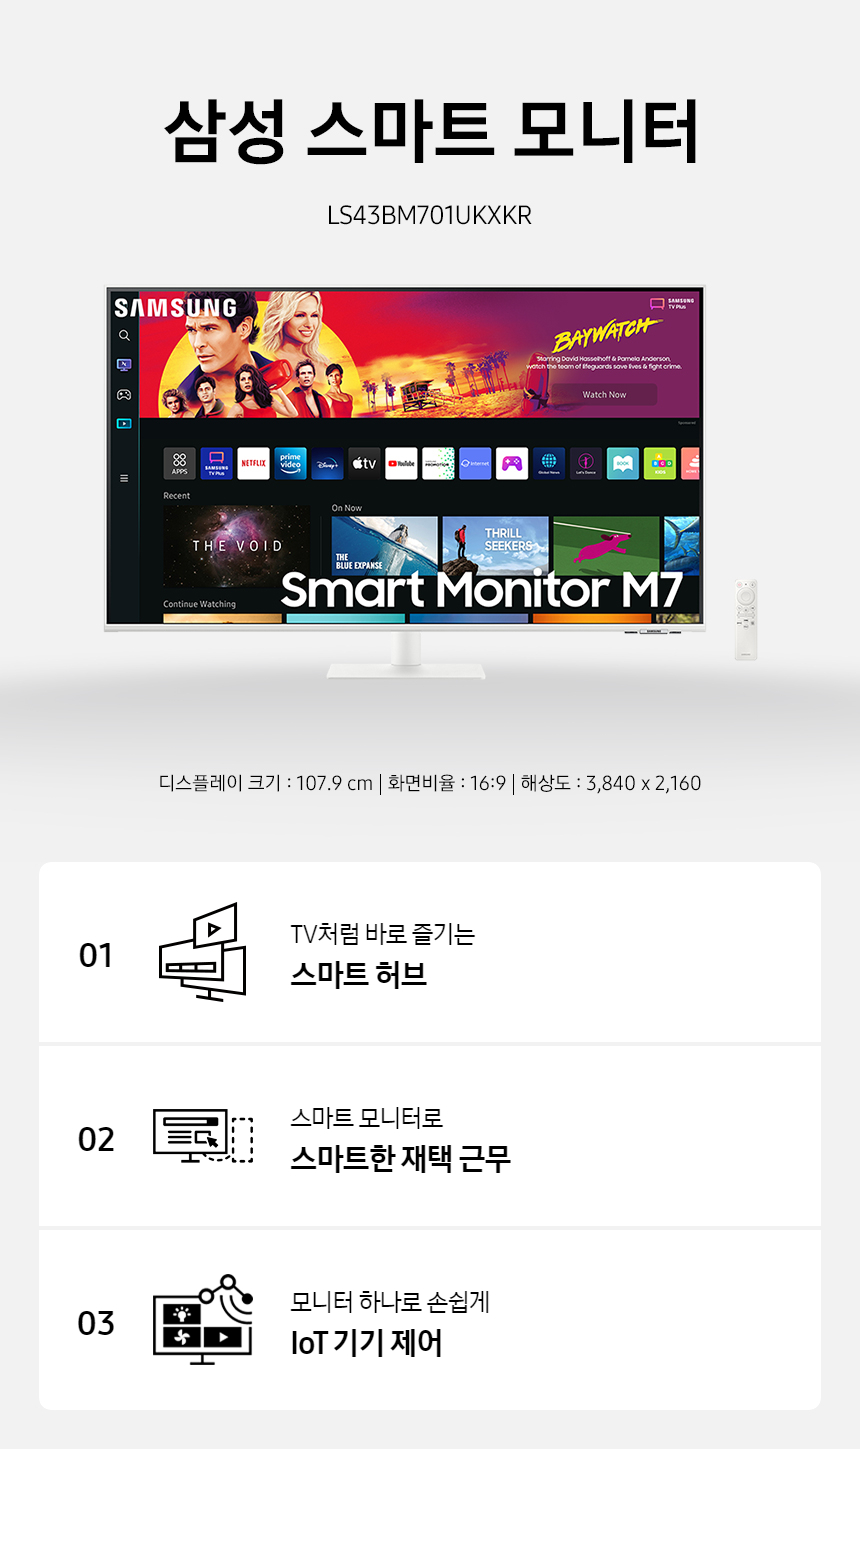 삼성 스마트 모니터
LS43BM701UKXKR
SAMSUNG
SAMSUNG
TV Plus
BAYWATCH
Starring David Hasselhoff & Pamela Anderson,
watch the team of lifeguards save lives & fight crime.
Watch Now
Sponsored
APPS
SAMSUNG
TV Plus
NETFLIX
prime
video
Disney+
tv
YouTube
PROMOTION
Internet
Global News
Let's Dance
BOOK
KIDS
HOME
Recent
On Now
THE VOID
THE
BLUE EXPANSE
THRILL
SEEKERS
Smart Monitor M7
Continue Watching
SAMSUNG
디스플레이 크기 : 107.9 cm | 화면비율 : 16:9 | 해상도 : 3,840 x 2,160
01
TV처럼 바로 즐기는
스마트 허브
02
스마트 모니터로
스마트한 재택 근무
03
모니터 하나로 손쉽게
IoT 기기 제어